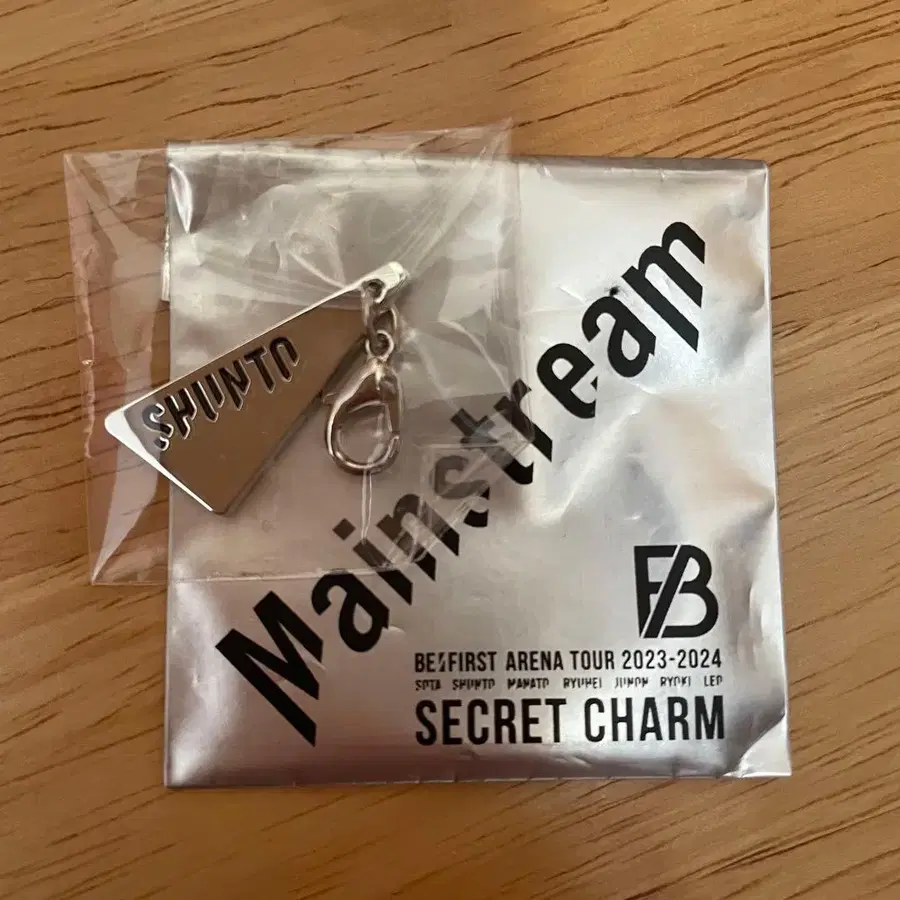 SHUNTO
Mainstream
B
BE:FIRST ARENA TOUR 2023-2024
SOTA SHUNTO MANATO RYUHEI JUNON RYOKI LEO
SECRET CHARM